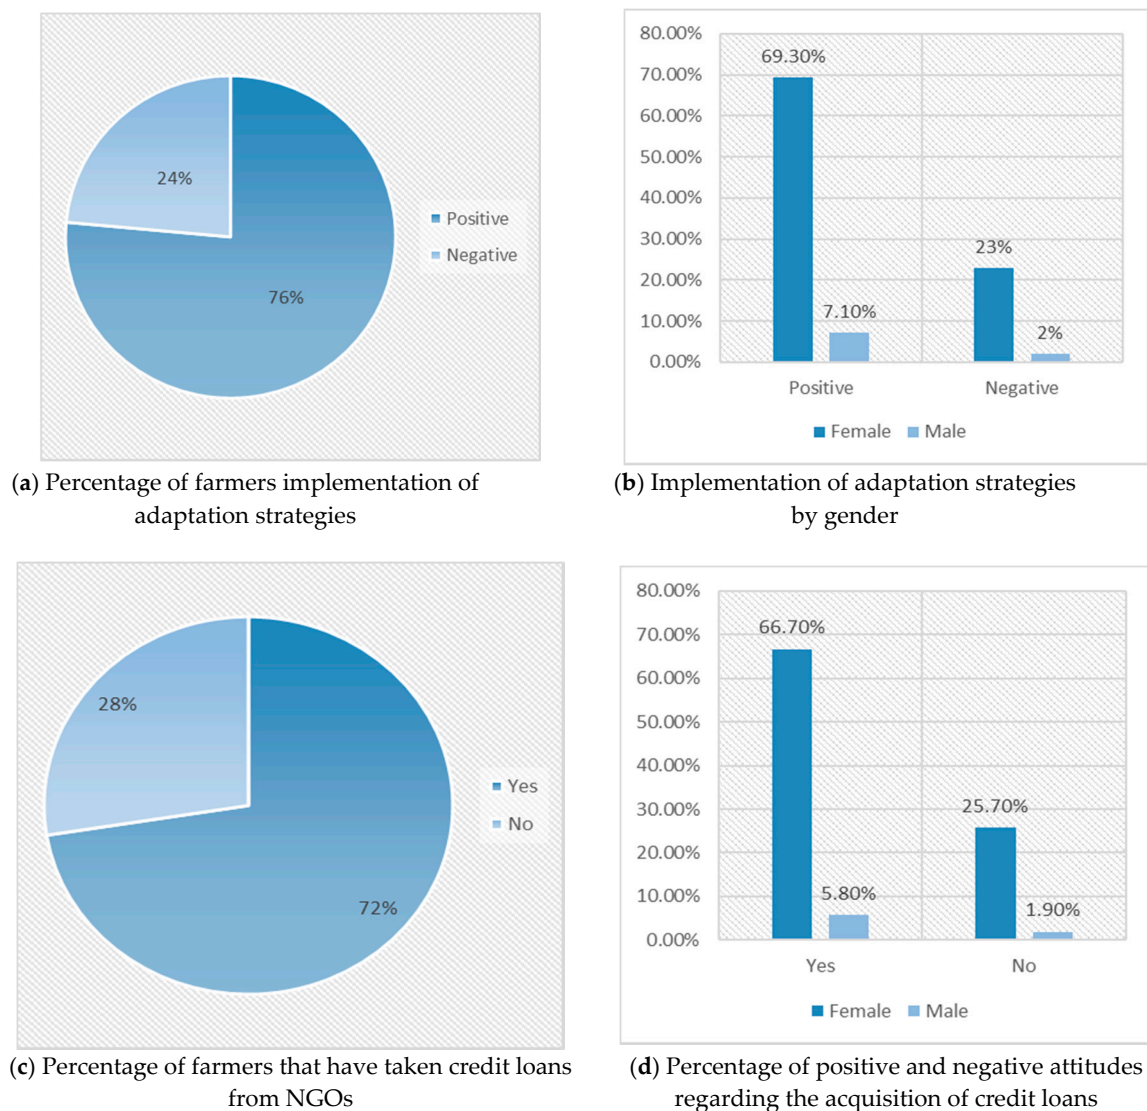 24%
76%
Positive
Negative
80.00%
70.00%
60.00%
50.00%
40.00%
30.00%
20.00%
10.00%
0.00%
69.30%
7.10%
23%
2%
Positive Negative
Female Male
(a) Percentage of farmers implementation of
adaptation strategies
(b) Implementation of adaptation strategies
by gender
28%
72%
Yes
No
80.00%
70.00%
60.00%
50.00%
40.00%
30.00%
20.00%
10.00%
0.00%
66.70%
5.80%
25.70%
1.90%
Yes No
Female Male
(c) Percentage of farmers that have taken credit loans
from NGOs
(d) Percentage of positive and negative attitudes
regarding the acquisition of credit loans